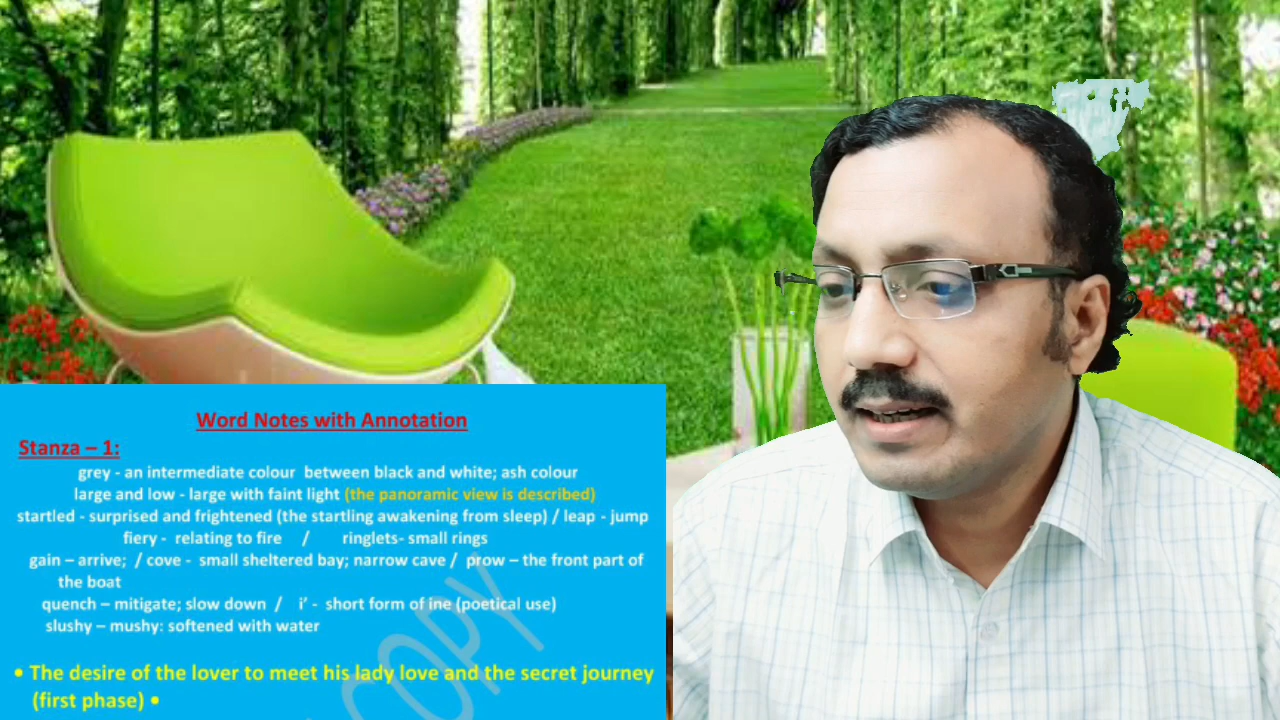 Word Notes with Annotation
Stanza – 1:
grey - an intermediate colour between black and white; ash colour
large and low - large with faint light (the panoramic view is described)
startled - surprised and frightened (the startling awakening from sleep) / leap - jump
fiery - relating to fire / ringlets- small rings
gain – arrive; / cove - small sheltered bay; narrow cave / prow – the front part of
the boat
quench – mitigate; slow down / i’ - short form of ine (poetical use)
slushy – mushy: softened with water
COPY
• The desire of the lover to meet his lady love and the secret journey
(first phase) •